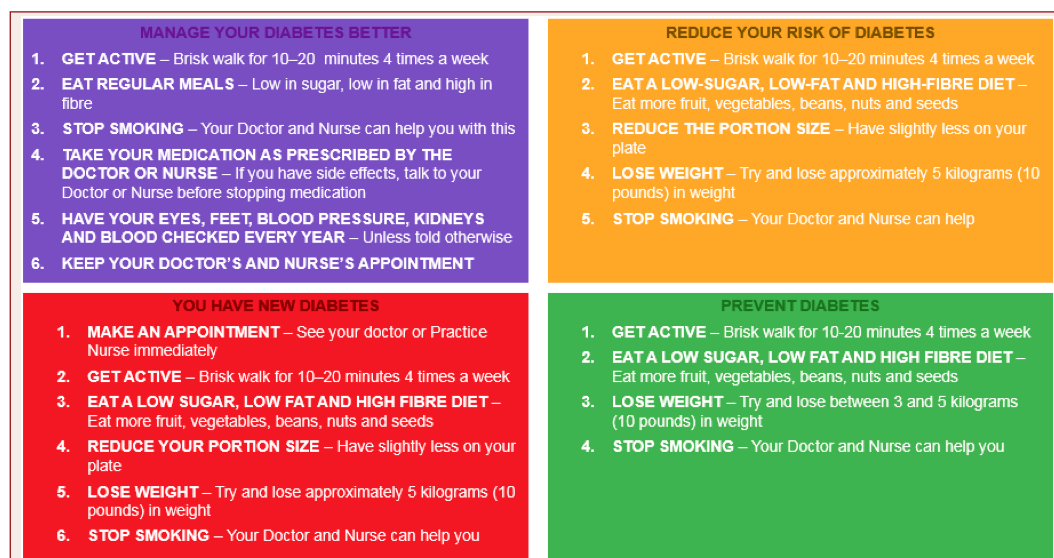 MANAGE YOUR DIABETES BETTER
1. GET ACTIVE – Brisk walk for 10–20 minutes 4 times a week
2. EAT REGULAR MEALS – Low in sugar, low in fat and high in
fibre
3. STOP SMOKING – Your Doctor and Nurse can help you with this
4. TAKE YOUR MEDICATION AS PRESCRIBED BY THE
DOCTOR OR NURSE – If you have side effects, talk to your
Doctor or Nurse before stopping medication
5. HAVE YOUR EYES, FEET, BLOOD PRESSURE, KIDNEYS
AND BLOOD CHECKED EVERY YEAR – Unless told otherwise
6. KEEP YOUR DOCTOR'S AND NURSE'S APPOINTMENT
REDUCE YOUR RISK OF DIABETES
1. GET ACTIVE – Brisk walk for 10–20 minutes 4 times a week
2. EAT A LOW-SUGAR, LOW-FAT AND HIGH-FIBRE DIET –
Eat more fruit, vegetables, beans, nuts and seeds
3. REDUCE THE PORTION SIZE – Have slightly less on your
plate
4. LOSE WEIGHT – Try and lose approximately 5 kilograms (10
pounds) in weight
5. STOP SMOKING – Your Doctor and Nurse can help
YOU HAVE NEW DIABETES
1. MAKE AN APPOINTMENT – See your doctor or Practice
Nurse immediately
2. GET ACTIVE – Brisk walk for 10–20 minutes 4 times a week
3. EAT A LOW SUGAR, LOW FAT AND HIGH FIBRE DIET –
Eat more fruit, vegetables, beans, nuts and seeds
4. REDUCE YOUR PORTION SIZE – Have slightly less on your
plate
5. LOSE WEIGHT – Try and lose approximately 5 kilograms (10
pounds) in weight
6. STOP SMOKING – Your Doctor and Nurse can help you
PREVENT DIABETES
1. GET ACTIVE – Brisk walk for 10-20 minutes 4 times a week
2. EAT A LOW SUGAR, LOW FAT AND HIGH FIBRE DIET –
Eat more fruit, vegetables, beans, nuts and seeds
3. LOSE WEIGHT – Try and lose between 3 and 5 kilograms
(10 pounds) in weight
4. STOP SMOKING – Your Doctor and Nurse can help you